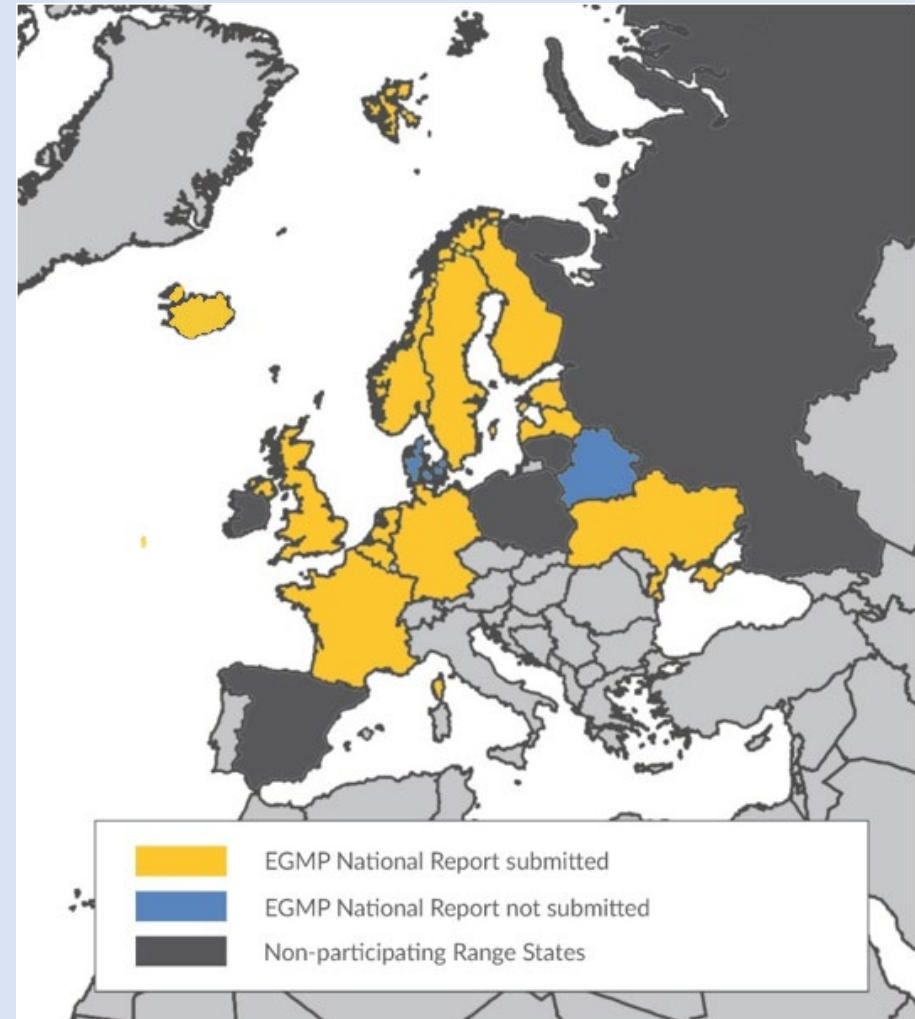 EGMP National Report submitted
EGMP National Report not submitted
Non-participating Range States